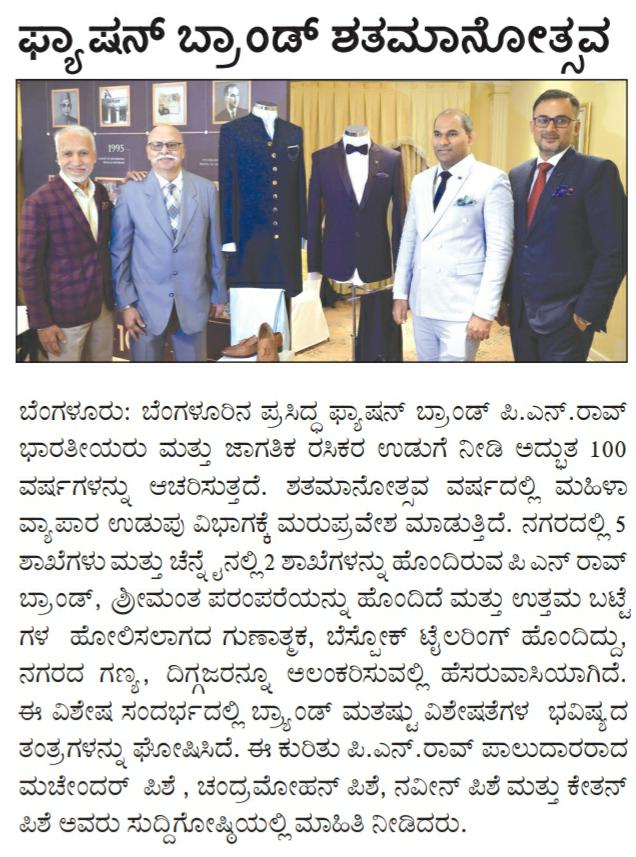 ಫ್ಯಾಷನ್ ಬ್ರಾಂಡ್ ಶತಮಾನೋತ್ಸವ
1995
ಬೆಂಗಳೂರು: ಬೆಂಗಳೂರಿನ ಪ್ರಸಿದ್ಧ ಫ್ಯಾಷನ್ ಬ್ರಾಂಡ್ ಪಿ.ಎನ್.ರಾವ್
ಭಾರತೀಯರು ಮತ್ತು ಜಾಗತಿಕ ರಸಿಕರ ಉಡುಗೆ ನೀಡಿ ಅದ್ಭುತ 100
ವರ್ಷಗಳನ್ನು ಆಚರಿಸುತ್ತದೆ. ಶತಮಾನೋತ್ಸವ ವರ್ಷದಲ್ಲಿ ಮಹಿಳಾ
ವ್ಯಾಪಾರ ಉಡುಪು ವಿಭಾಗಕ್ಕೆ ಮರುಪ್ರವೇಶ ಮಾಡುತ್ತಿದೆ. ನಗರದಲ್ಲಿ 5
ಶಾಖೆಗಳು ಮತ್ತು ಚೆನ್ನೈನಲ್ಲಿ 2 ಶಾಖೆಗಳನ್ನು ಹೊಂದಿರುವ ಪಿ ಎನ್ ರಾವ್
ಬ್ರಾಂಡ್, ಶ್ರೀಮಂತ ಪರಂಪರೆಯನ್ನು ಹೊಂದಿದೆ ಮತ್ತು ಉತ್ತಮ ಬಟ್ಟೆ
ಗಳ ಹೋಲಿಸಲಾಗದ ಗುಣಾತ್ಮಕ, ಬೆಸ್ಪೋಕ್ ಟೈಲರಿಂಗ್ ಹೊಂದಿದ್ದು,
ನಗರದ ಗಣ್ಯ, ದಿಗ್ಗಜರನ್ನೂ ಅಲಂಕರಿಸುವಲ್ಲಿ ಹೆಸರುವಾಸಿಯಾಗಿದೆ.
ಈ ವಿಶೇಷ ಸಂದರ್ಭದಲ್ಲಿ ಬ್ರ್ಯಾಂಡ್ ಮತಷ್ಟು ವಿಶೇಷತೆಗಳ ಭವಿಷ್ಯದ
ತಂತ್ರಗಳನ್ನು ಘೋಷಿಸಿದೆ. ಈ ಕುರಿತು ಪಿ.ಎನ್.ರಾವ್ ಪಾಲುದಾರರಾದ
ಮಚೇಂದರ್ ಪಿಶೆ , ಚಂದ್ರಮೋಹನ್ ಪಿಶೆ, ನವೀನ್ ಪಿಶೆ ಮತ್ತು ಕೇತನ್
ಪಿಶೆ ಅವರು ಸುದ್ದಿಗೋಷ್ಠಿಯಲ್ಲಿ ಮಾಹಿತಿ ನೀಡಿದರು.